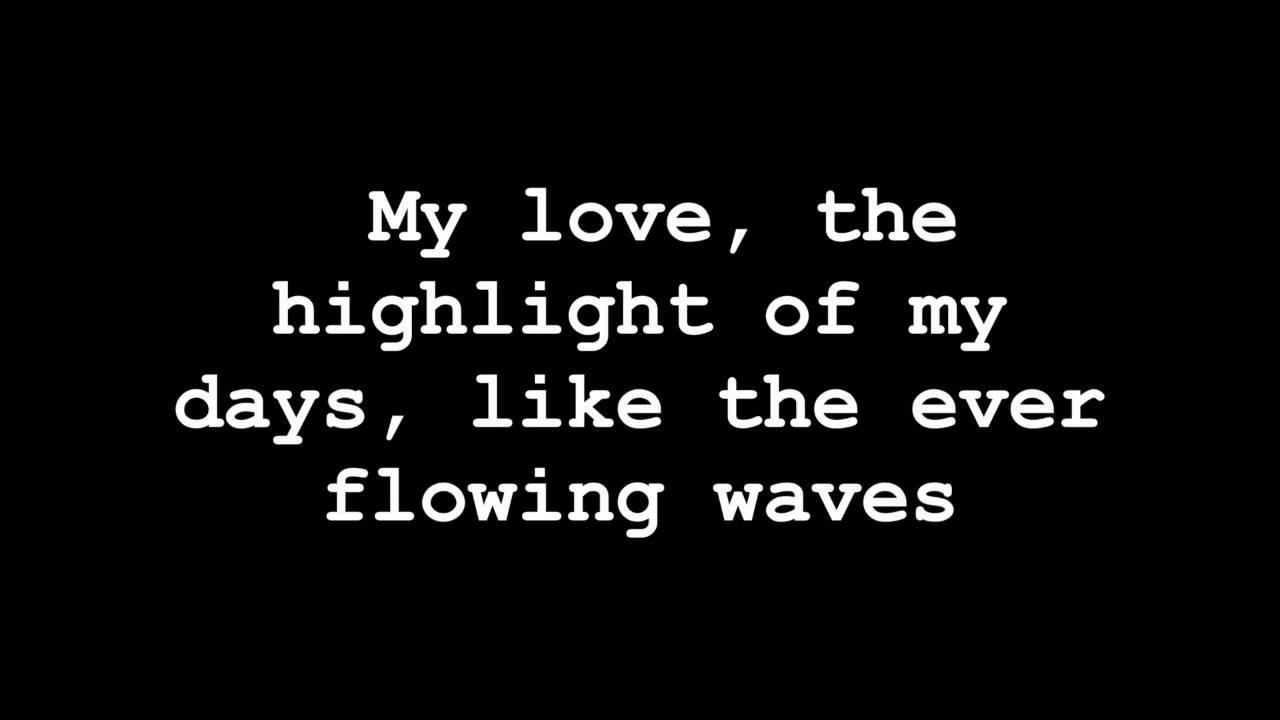 My love, the
highlight of my
days, like the ever
flowing waves